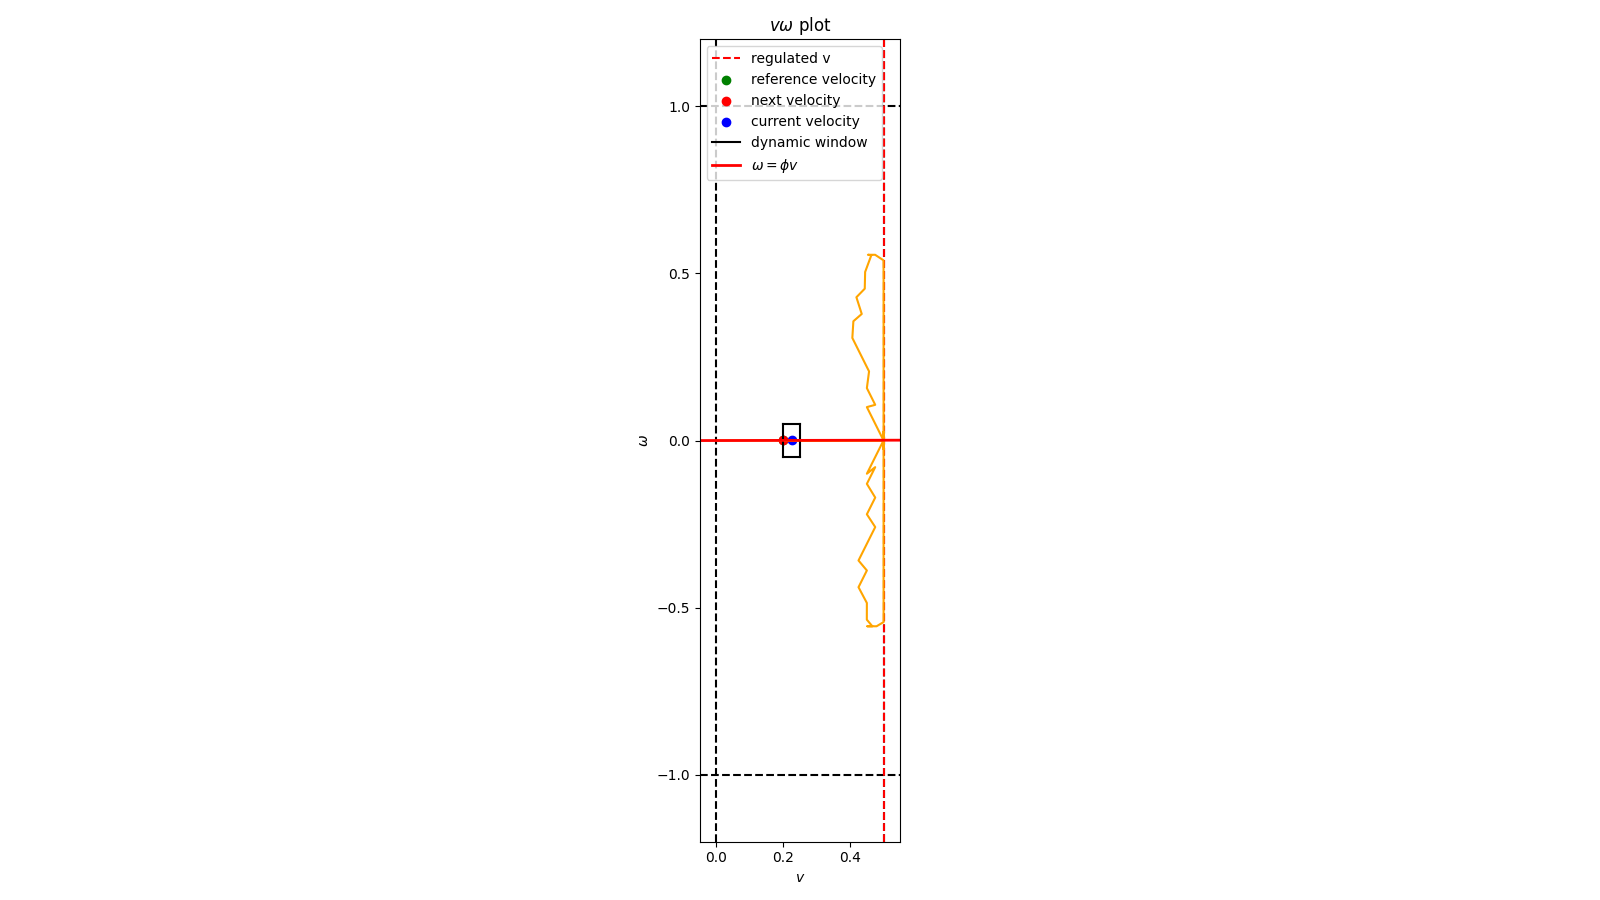 vω plot
regulated v
reference velocity
next velocity
current velocity
dynamic window
ω = ϕv
1.0
0.5
0.0
−0.5
−1.0
ω
0.0 0.2 0.4
v